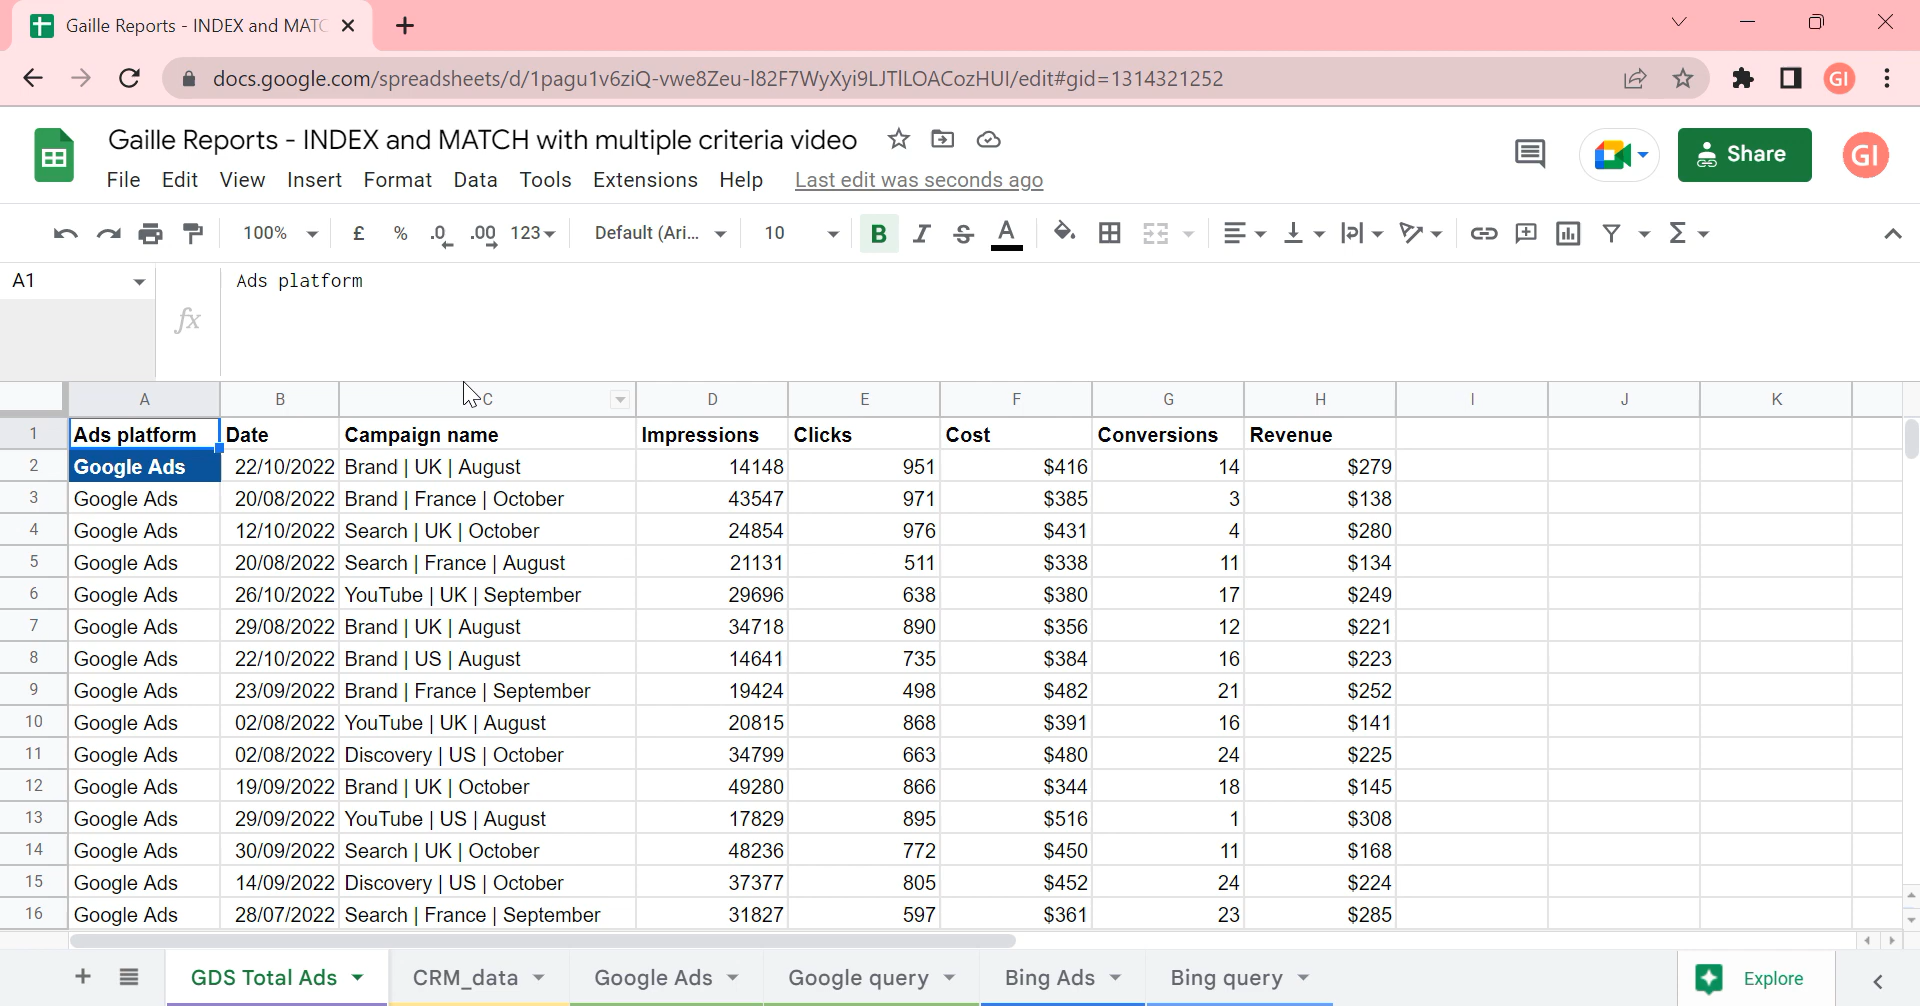 Gaille Reports - INDEX and MATC
docs.google.com/spreadsheets/d/1pagu1v6ziQ-vwe8Zeu-l82F7WyXyi9LJTlLOACozHUI/edit#gid=1314321252
GI
Gaille Reports - INDEX and MATCH with multiple criteria video
Share
GI
File Edit View Insert Format Data Tools Extensions Help Last edit was seconds ago
100% £ % .0 .00 123 Default (Ari... 10 B I S A
A1
Ads platform
fx
A B C D E F G H I J K
1 Ads platform Date Campaign name Impressions Clicks Cost Conversions Revenue
2 Google Ads 22/10/2022 Brand | UK | August 14148 951 $416 14 $279
3 Google Ads 20/08/2022 Brand | France | October 43547 971 $385 3 $138
4 Google Ads 12/10/2022 Search | UK | October 24854 976 $431 4 $280
5 Google Ads 20/08/2022 Search | France | August 21131 511 $338 11 $134
6 Google Ads 26/10/2022 YouTube | UK | September 29696 638 $380 17 $249
7 Google Ads 29/08/2022 Brand | UK | August 34718 890 $356 12 $221
8 Google Ads 22/10/2022 Brand | US | August 14641 735 $384 16 $223
9 Google Ads 23/09/2022 Brand | France | September 19424 498 $482 21 $252
10 Google Ads 02/08/2022 YouTube | UK | August 20815 868 $391 16 $141
11 Google Ads 02/08/2022 Discovery | US | October 34799 663 $480 24 $225
12 Google Ads 19/09/2022 Brand | UK | October 49280 866 $344 18 $145
13 Google Ads 29/09/2022 YouTube | US | August 17829 895 $516 1 $308
14 Google Ads 30/09/2022 Search | UK | October 48236 772 $450 11 $168
15 Google Ads 14/09/2022 Discovery | US | October 37377 805 $452 24 $224
16 Google Ads 28/07/2022 Search | France | September 31827 597 $361 23 $285
GDS Total Ads CRM_data Google Ads Google query Bing Ads Bing query Explore